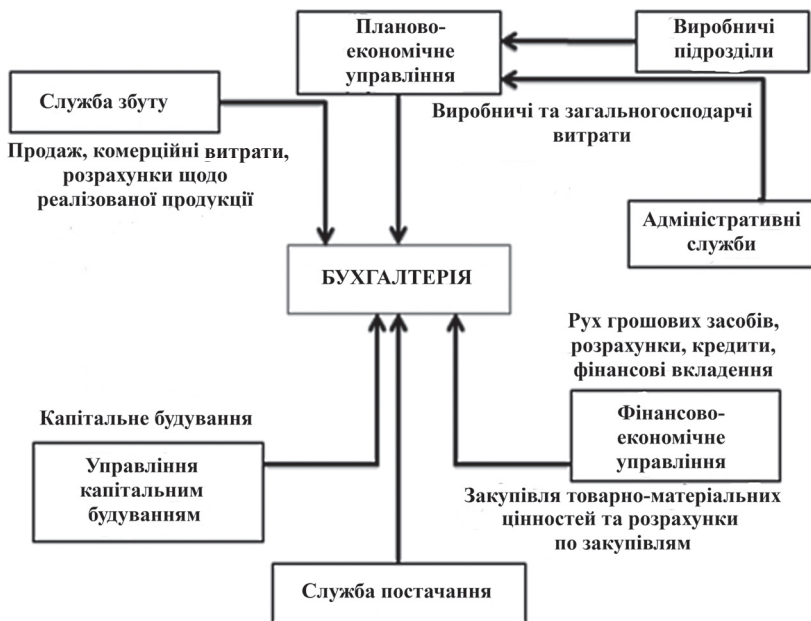 Планово-
економічне
управління
Виробничі
підрозділи
Служба збуту
Виробничі та загальногосподарчі
витрати
Продаж, комерційні витрати,
розрахунки щодо
реалізованої продукції
Адміністративні
служби
БУХГАЛТЕРІЯ
Рух грошових засобів,
розрахунки, кредити,
фінансові вкладення
Капітальне будування
Фінансово-
економічне
управління
Управління
капітальним
будуванням
Закупівля товарно-матеріальних
цінностей та розрахунки
по закупівлям
Служба постачання